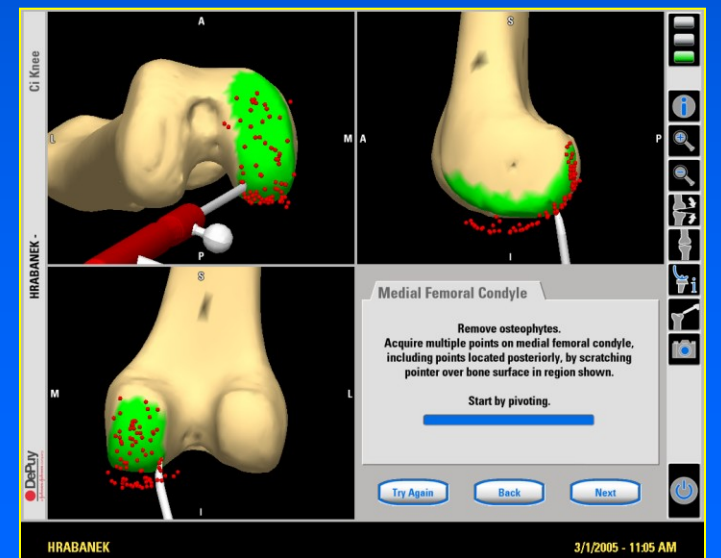 Ci Knee
HRABANEK -
DePuy
A
L
M
P
S
A
P
I
S
M
L
I
Medial Femoral Condyle
Remove osteophytes.
Acquire multiple points on medial femoral condyle,
including points located posteriorly, by scratching
pointer over bone surface in region shown.
Start by pivoting.
Try Again
Back
Next
i
i
HRABANEK
3/1/2005 - 11:05 AM